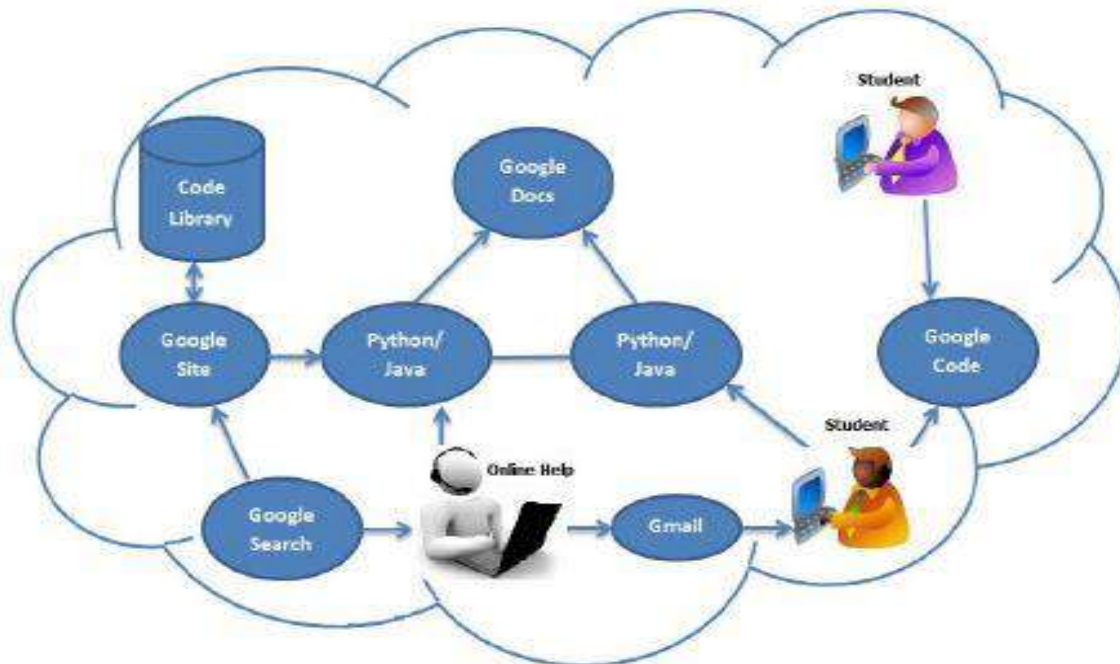 Student
Code
Library
Google
Docs
Google
Site
Python/
Java
Python/
Java
Google
Code
Student
Online Help
Google
Search
Gmail